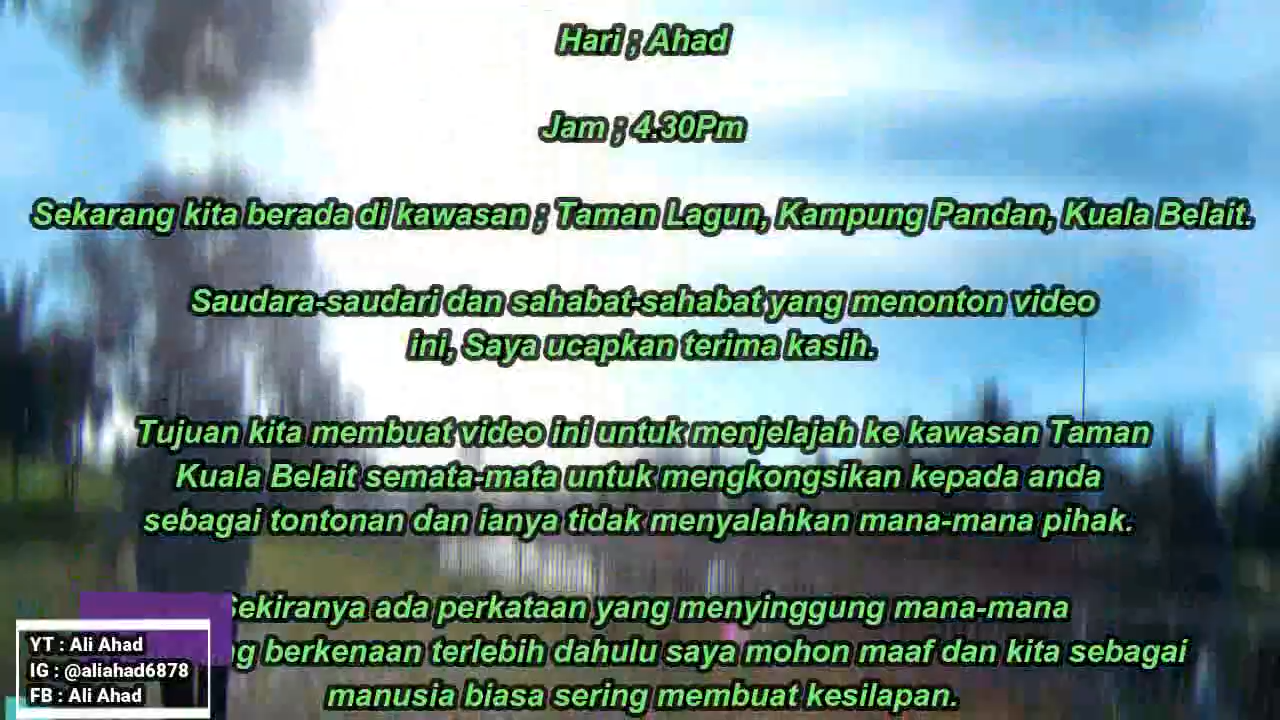 Hari ; Ahad
Jam ; 4.30Pm
Sekarang kita berada di kawasan ; Taman Lagun, Kampung Pandan, Kuala Belait.
Saudara-saudari dan sahabat-sahabat yang menonton video
ini, Saya ucapkan terima kasih.
Tujuan kita membuat video ini untuk menjelajah ke kawasan Taman
Kuala Belait semata-mata untuk mengkongsikan kepada anda
sebagai tontonan dan ianya tidak menyalahkan mana-mana pihak.
Sekiranya ada perkataan yang menyinggung mana-mana
berkenaan terlebih dahulu saya mohon maaf dan kita sebagai
manusia biasa sering membuat kesilapan.
YT : Ali Ahad
IG : @aliahad6878
FB : Ali Ahad